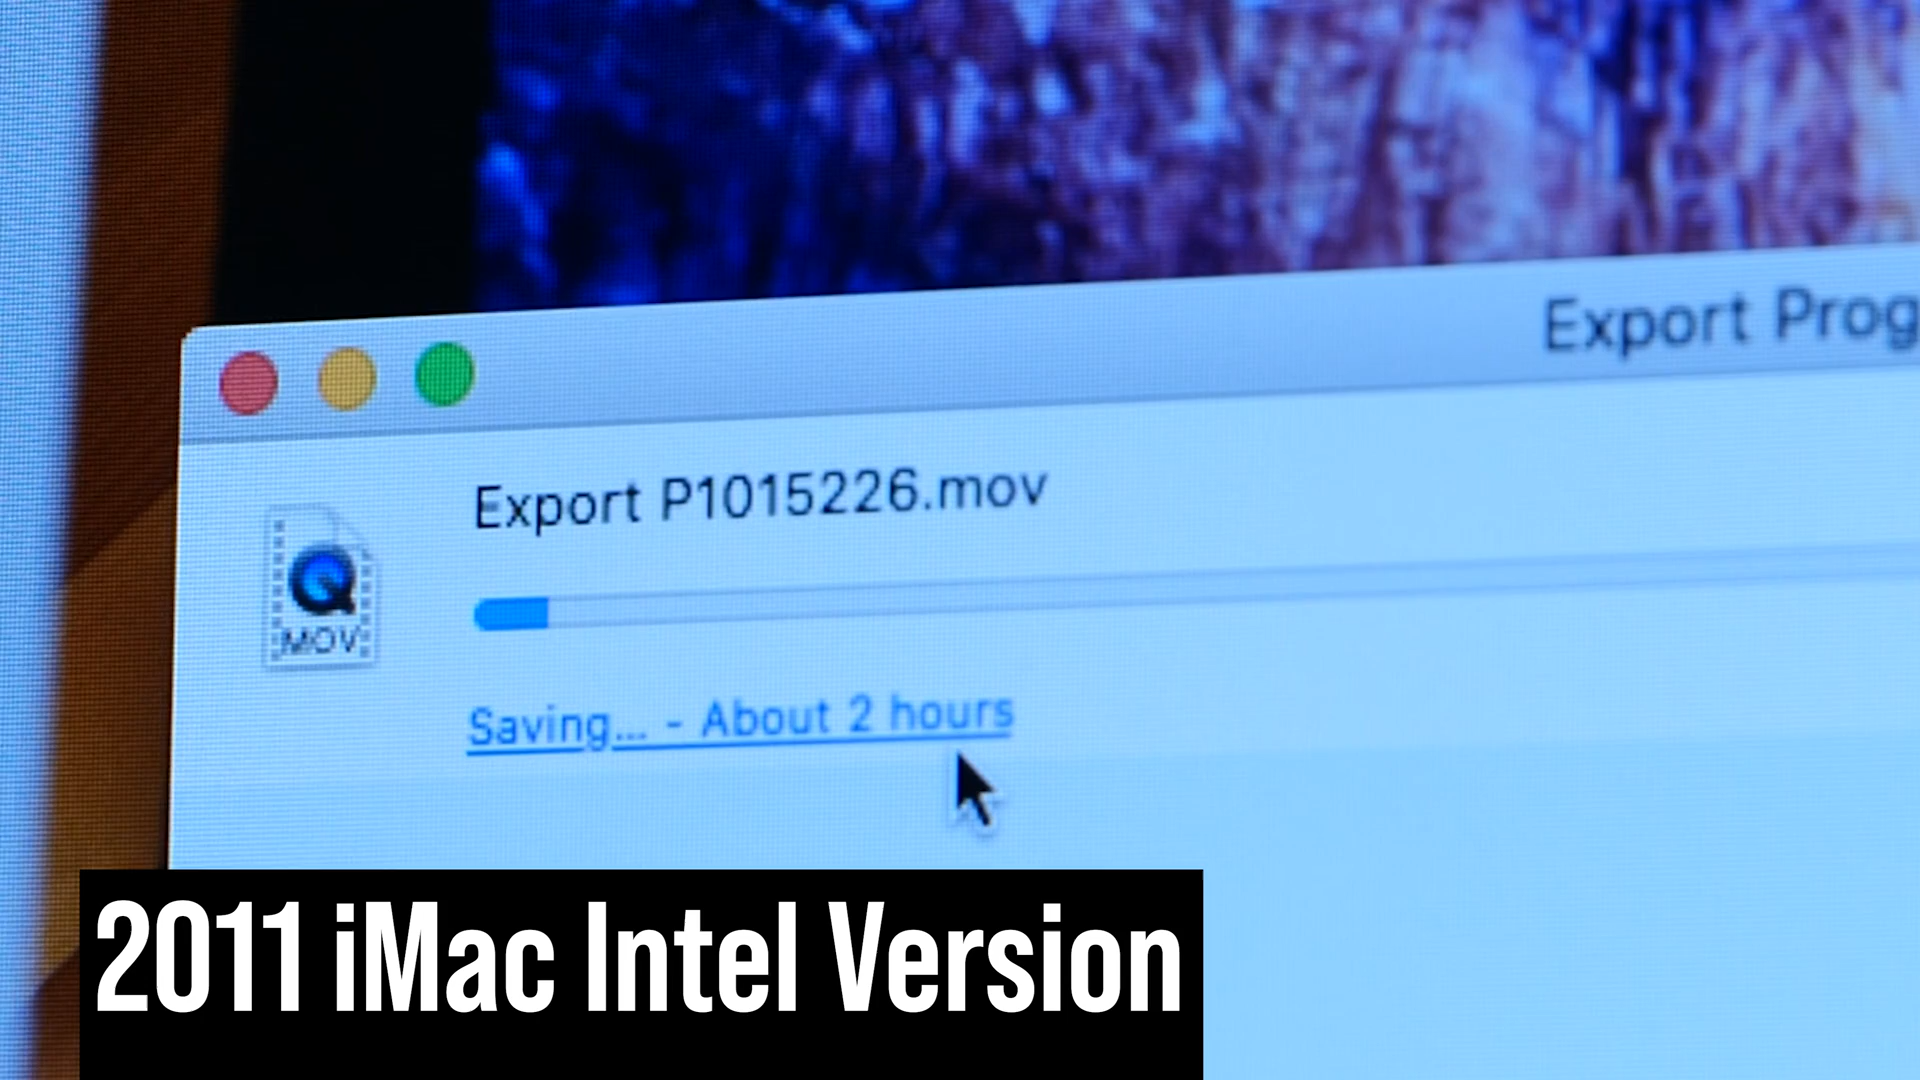 Export Prog
Export P1015226.mov
MOV
Saving... - About 2 hours
2011 iMac Intel Version